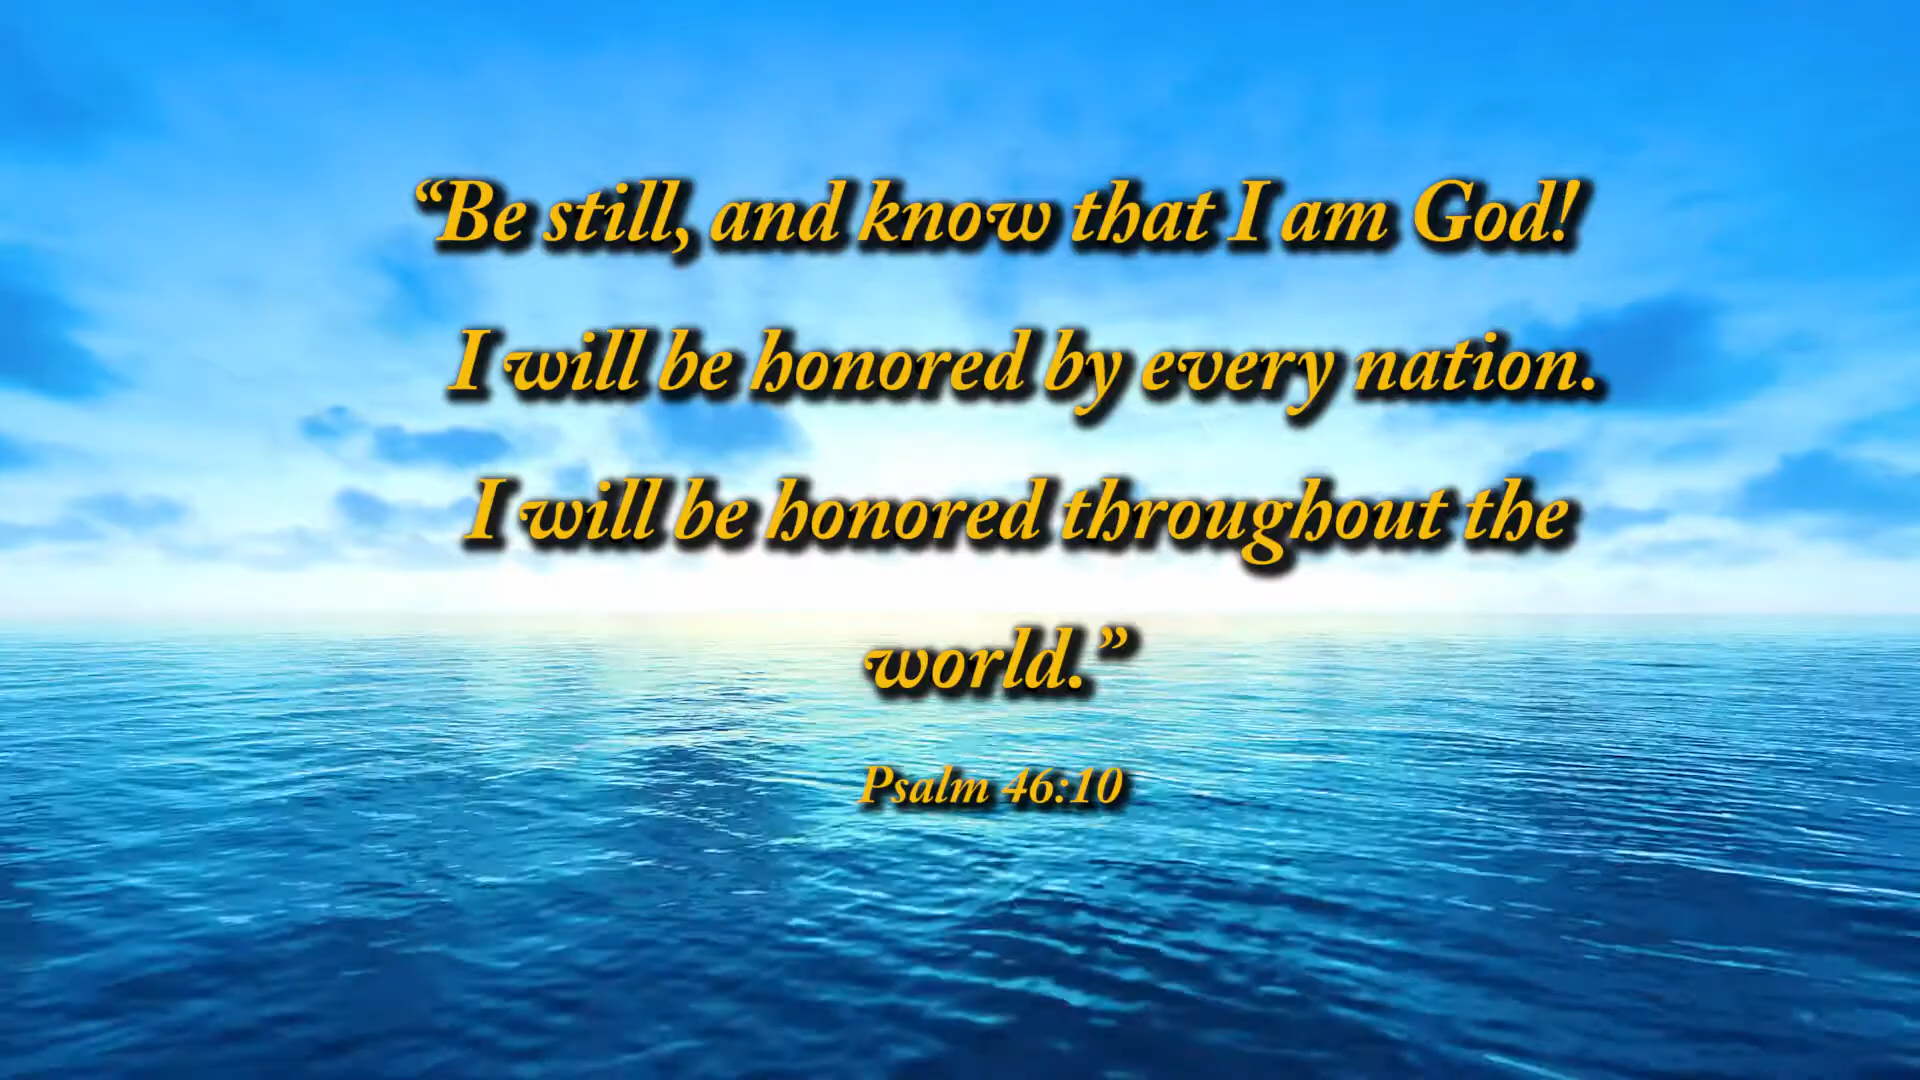 “Be still, and know that I am God!
I will be honored by every nation.
I will be honored throughout the
world.”
Psalm 46:10